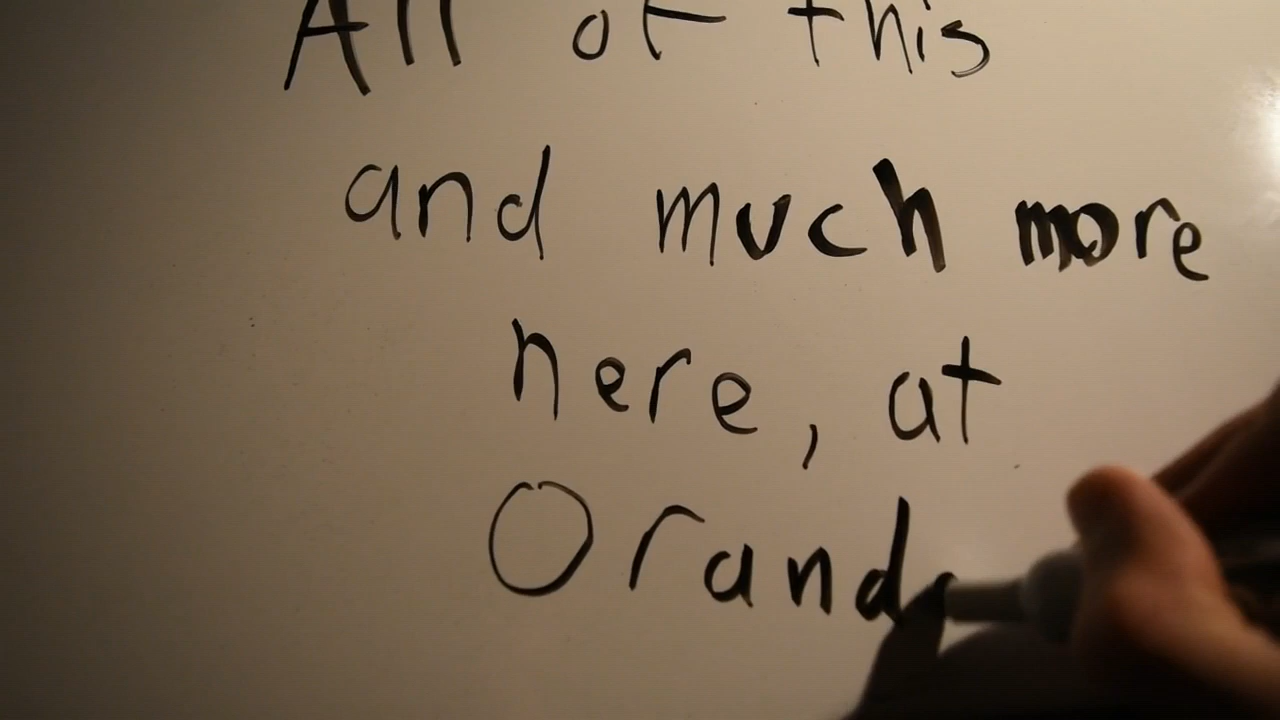 All of this
and much more
here, at
Orand